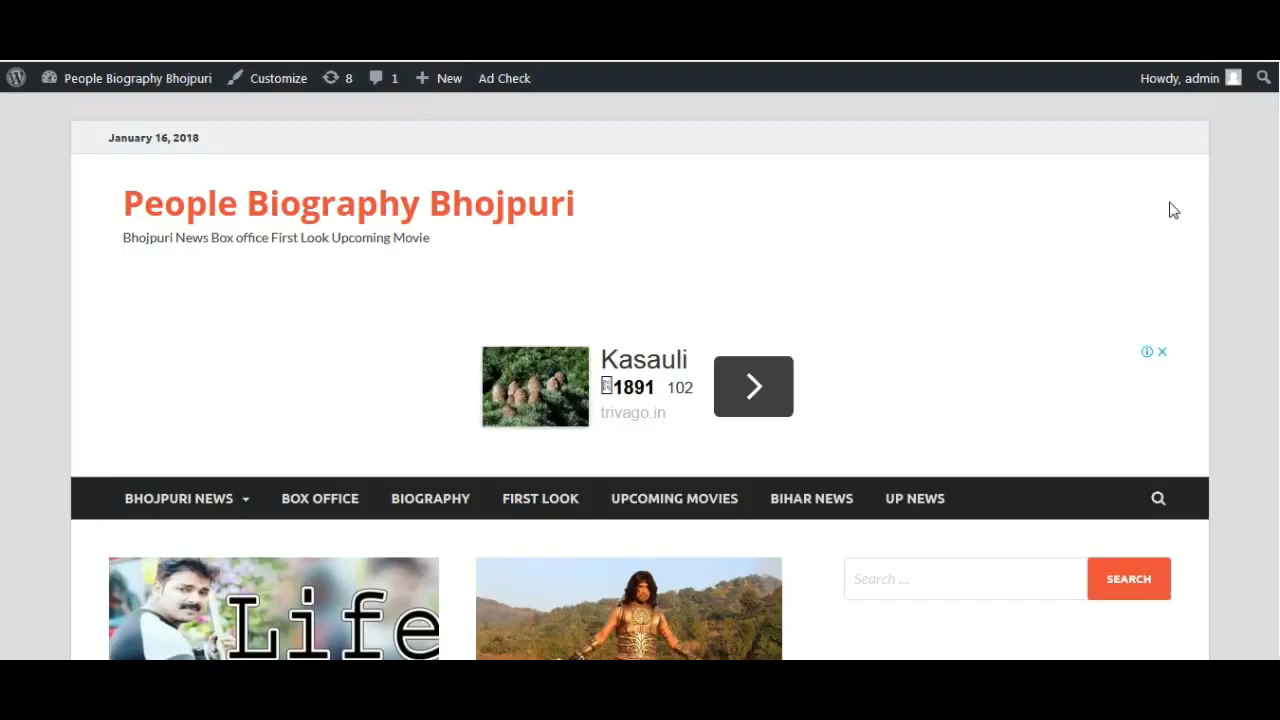 People Biography Bhojpuri Customize 8 1 New Ad Check Howdy, admin
January 16, 2018
People Biography Bhojpuri
Bhojpuri News Box office First Look Upcoming Movie
Kasauli
1891 102
trivago.in
BHOJPURI NEWS BOX OFFICE BIOGRAPHY FIRST LOOK UPCOMING MOVIES BIHAR NEWS UP NEWS
Life
Search ... SEARCH